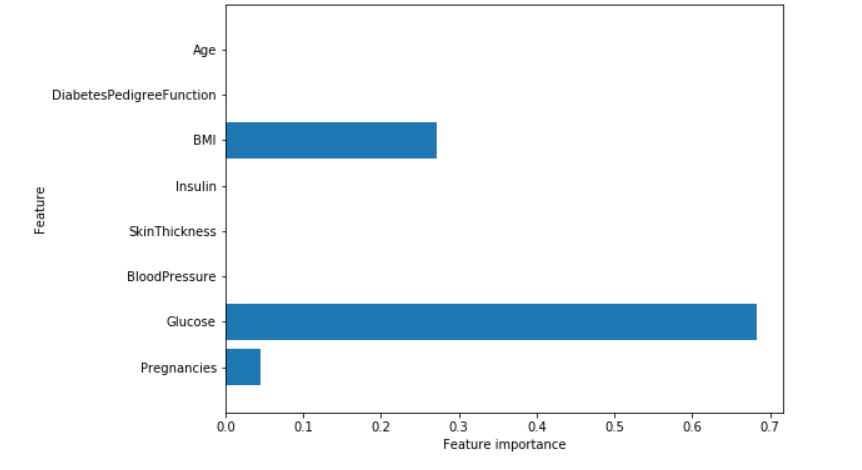 Age
DiabetesPedigreeFunction
BMI
Insulin
SkinThickness
BloodPressure
Glucose
Pregnancies
Feature
0.0 0.1 0.2 0.3 0.4 0.5 0.6 0.7
Feature importance